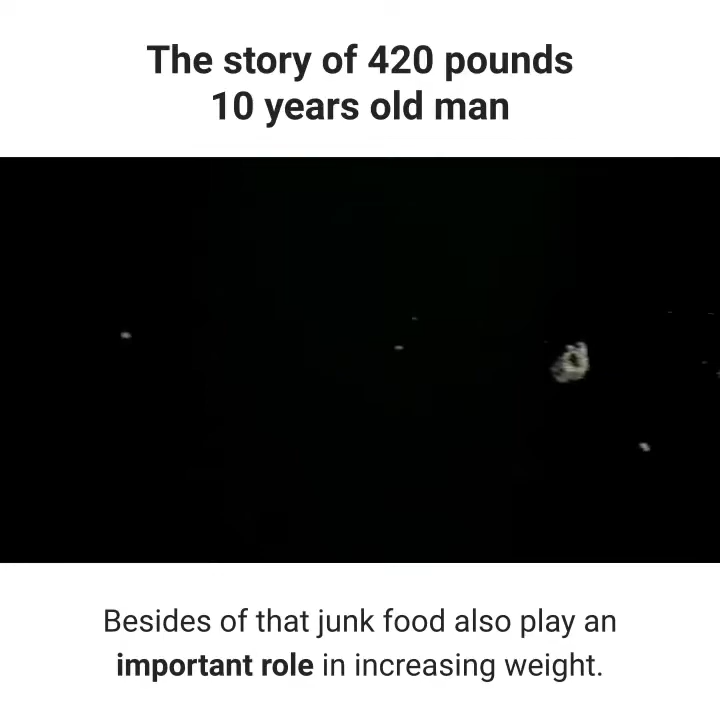 The story of 420 pounds
10 years old man
Besides of that junk food also play an
important role in increasing weight.